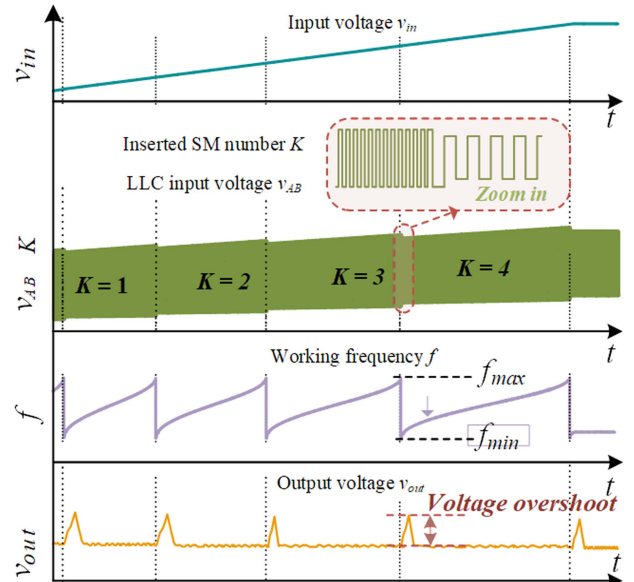 Input voltage v_in
v_in
t
Inserted SM number K
LLC input voltage v_AB
Zoom in
v_AB K
K = 1
K = 2
K = 3
K = 4
t
Working frequency f
f_max
f
f_min
t
Output voltage v_out
Voltage overshoot
v_out
t